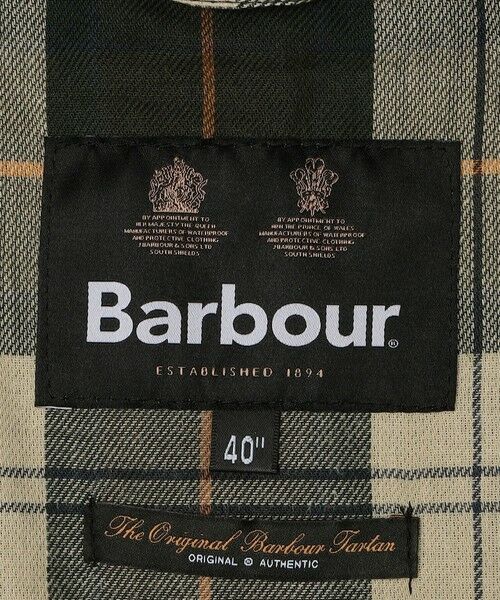 BY APPOINTMENT TO
HER MAJESTY THE QUEEN
MANUFACTURERS OF WATERPROOF
AND PROTECTIVE CLOTHING
J BARBOUR & SONS LTD
SOUTH SHIELDS
BY APPOINTMENT TO
HRH THE PRINCE OF WALES
MANUFACTURERS OF WATERPROOF
AND PROTECTIVE CLOTHING
J BARBOUR & SONS LTD
SOUTH SHIELDS
Barbour®
ESTABLISHED 1894
40"
The Original Barbour Tartan
ORIGINAL ® AUTHENTIC